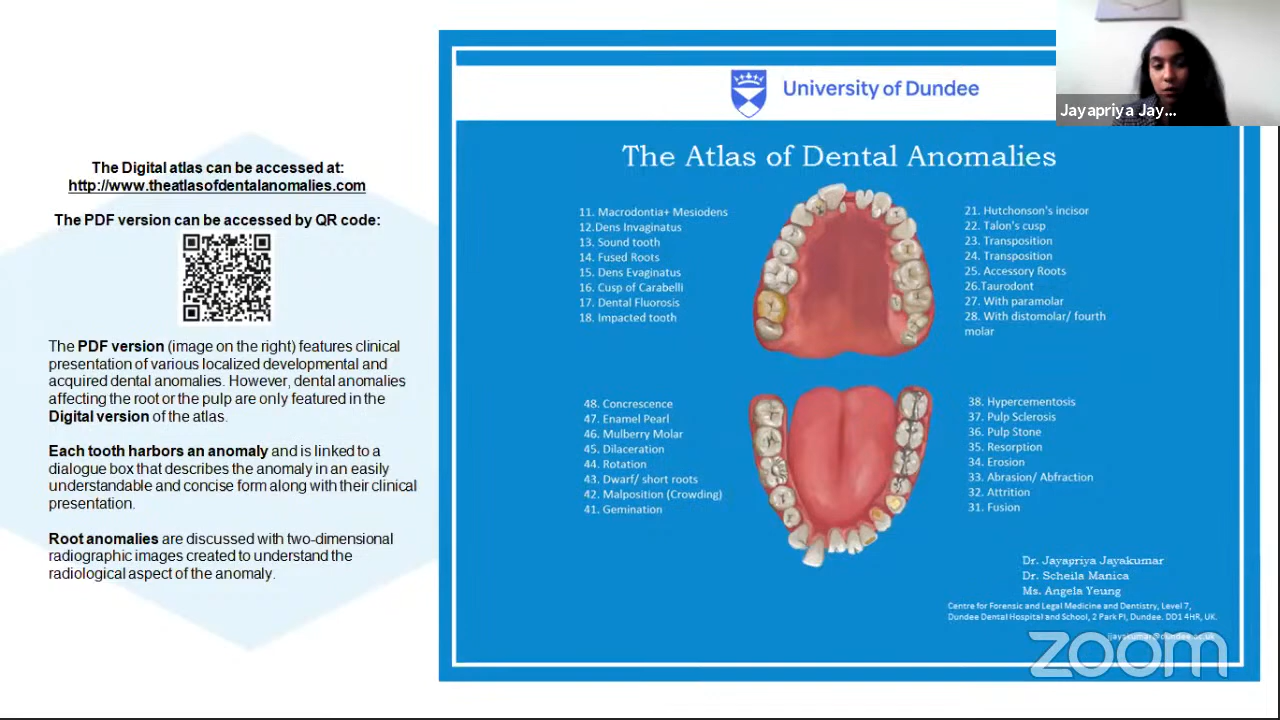 The Digital atlas can be accessed at:
http://www.theatlasofdentalanomalies.com
The PDF version can be accessed by QR code:
The PDF version (image on the right) features clinical
presentation of various localized developmental and
acquired dental anomalies. However, dental anomalies
affecting the root or the pulp are only featured in the
Digital version of the atlas.
Each tooth harbors an anomaly and is linked to a
dialogue box that describes the anomaly in an easily
understandable and concise form along with their clinical
presentation.
Root anomalies are discussed with two-dimensional
radiographic images created to understand the
radiological aspect of the anomaly.
University of Dundee
Jayapriya Jay...
The Atlas of Dental Anomalies
11. Macrodontia+ Mesiodens
12.Dens Invaginatus
13. Sound tooth
14. Fused Roots
15. Dens Evaginatus
16. Cusp of Carabelli
17. Dental Fluorosis
18. Impacted tooth
21. Hutchonson's incisor
22. Talon's cusp
23. Transposition
24. Transposition
25. Accessory Roots
26.Taurodont
27. With paramolar
28. With distomolar/ fourth
molar
48. Concrescence
47. Enamel Pearl
46. Mulberry Molar
45. Dilaceration
44. Rotation
43. Dwarf/ short roots
42. Malposition (Crowding)
41. Gemination
38. Hypercementosis
37. Pulp Sclerosis
36. Pulp Stone
35. Resorption
34. Erosion
33. Abrasion/ Abfraction
32. Attrition
31. Fusion
Dr. Jayapriya Jayakumar
Dr. Scheila Manica
Ms. Angela Yeung
Centre for Forensic and Legal Medicine and Dentistry, Level 7,
Dundee Dental Hospital and School, 2 Park Pl, Dundee. DD1 4HR, UK.
zoom